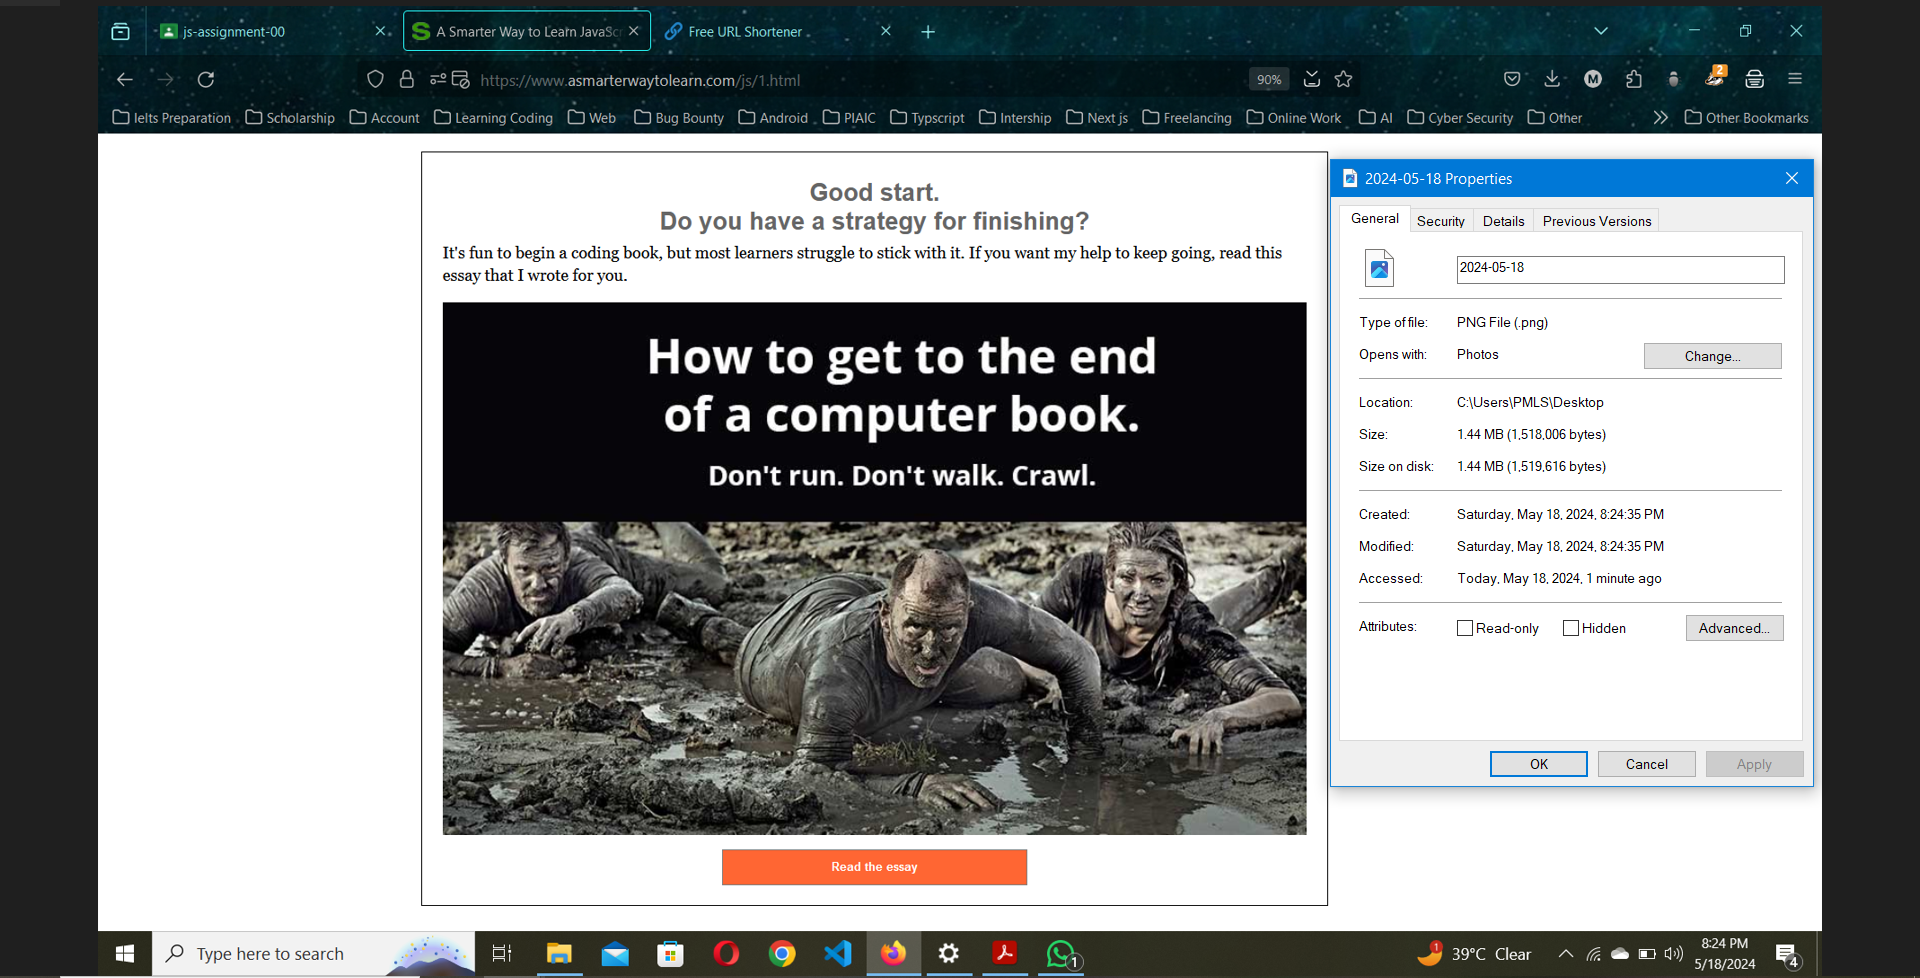 js-assignment-00
A Smarter Way to Learn JavaSc
Free URL Shortener
https://www.asmarterwaytolearn.com/js/1.html
90%
M
2
Ielts Preparation
Scholarship
Account
Learning Coding
Web
Bug Bounty
Android
PIAIC
Typscript
Intership
Next js
Freelancing
Online Work
AI
Cyber Security
Other
Other Bookmarks
Good start.
Do you have a strategy for finishing?
It's fun to begin a coding book, but most learners struggle to stick with it. If you want my help to keep going, read this
essay that I wrote for you.
How to get to the end
of a computer book.
Don't run. Don't walk. Crawl.
Read the essay
2024-05-18 Properties
General
Security
Details
Previous Versions
2024-05-18
Type of file: PNG File (.png)
Opens with: Photos
Change...
Location: C:\Users\PMLS\Desktop
Size: 1.44 MB (1,518,006 bytes)
Size on disk: 1.44 MB (1,519,616 bytes)
Created: Saturday, May 18, 2024, 8:24:35 PM
Modified: Saturday, May 18, 2024, 8:24:35 PM
Accessed: Today, May 18, 2024, 1 minute ago
Attributes: Read-only Hidden
Advanced...
OK
Cancel
Apply
Type here to search
1
1
39°C Clear
8:24 PM
5/18/2024
4